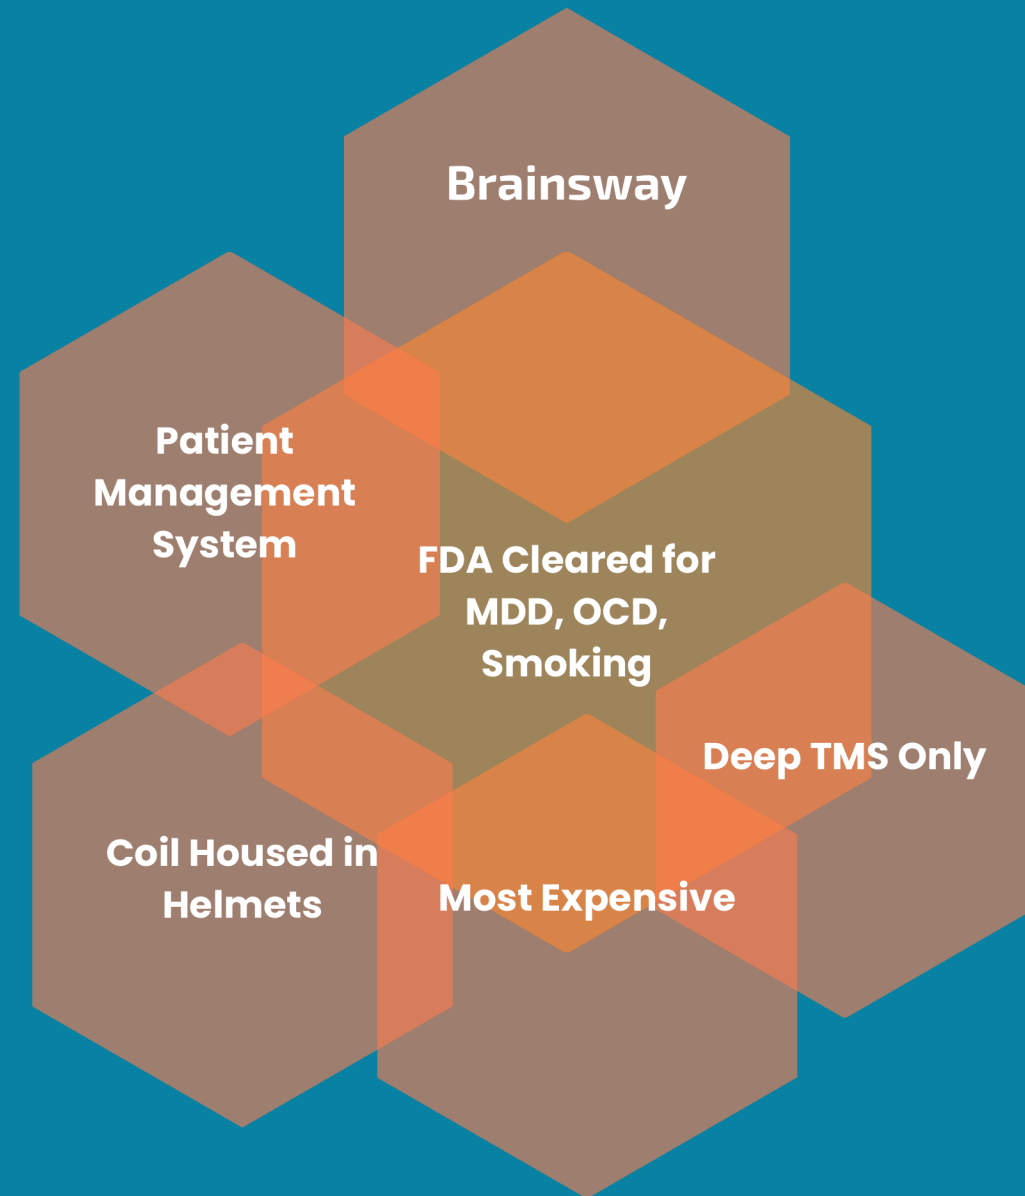 Brainsway
Patient
Management
System
FDA Cleared for
MDD, OCD,
Smoking
Deep TMS Only
Coil Housed in
Helmets
Most Expensive